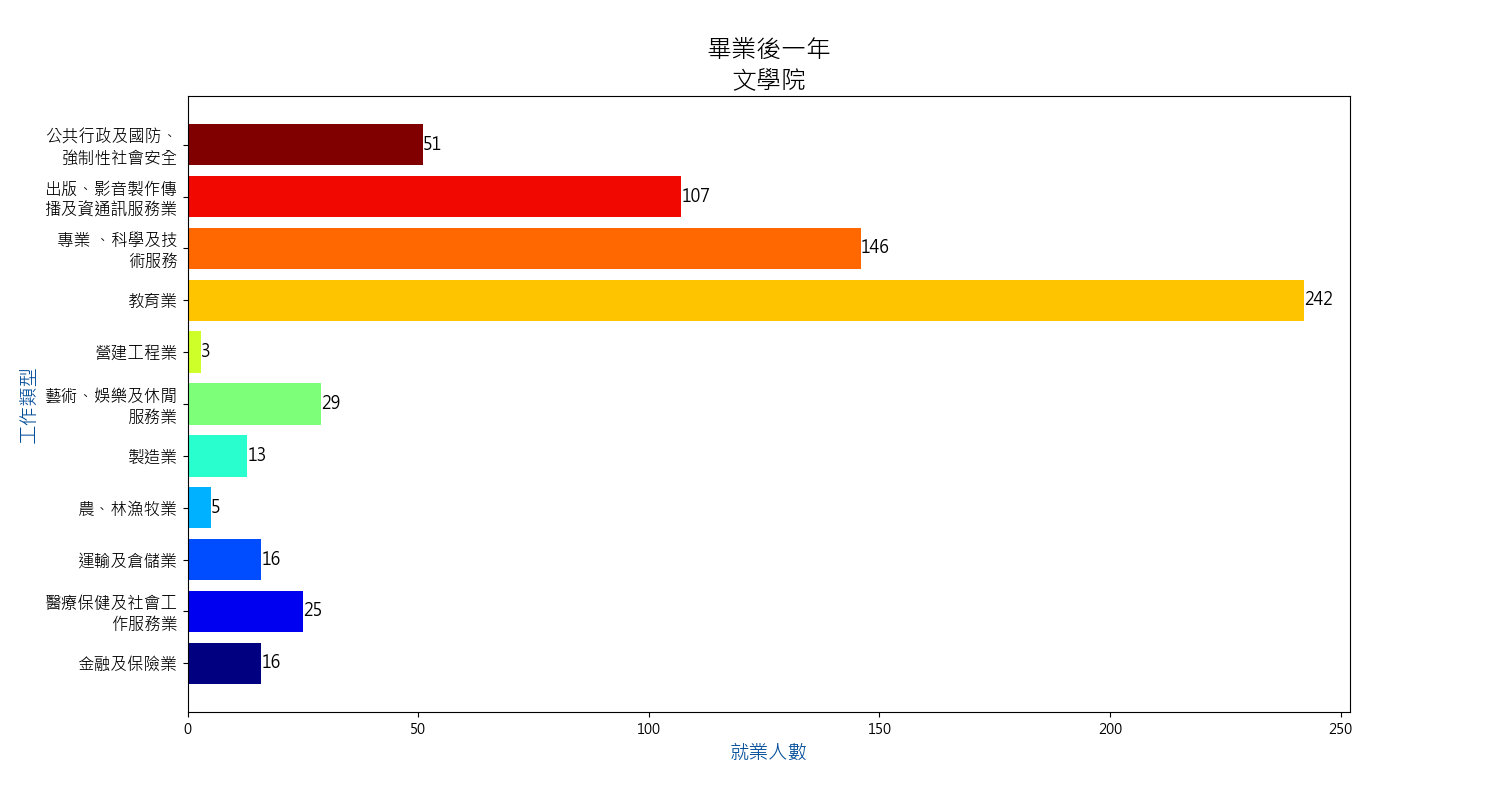 畢業後一年
文學院
公共行政及國防、
強制性社會安全
51
出版、影音製作傳
播及資通訊服務業
107
專業 、科學及技
術服務
146
教育業
242
營建工程業
3
藝術、娛樂及休閒
服務業
29
製造業
13
農、林漁牧業
5
運輸及倉儲業
16
醫療保健及社會工
作服務業
25
金融及保險業
16
工作類型
0 50 100 150 200 250
就業人數